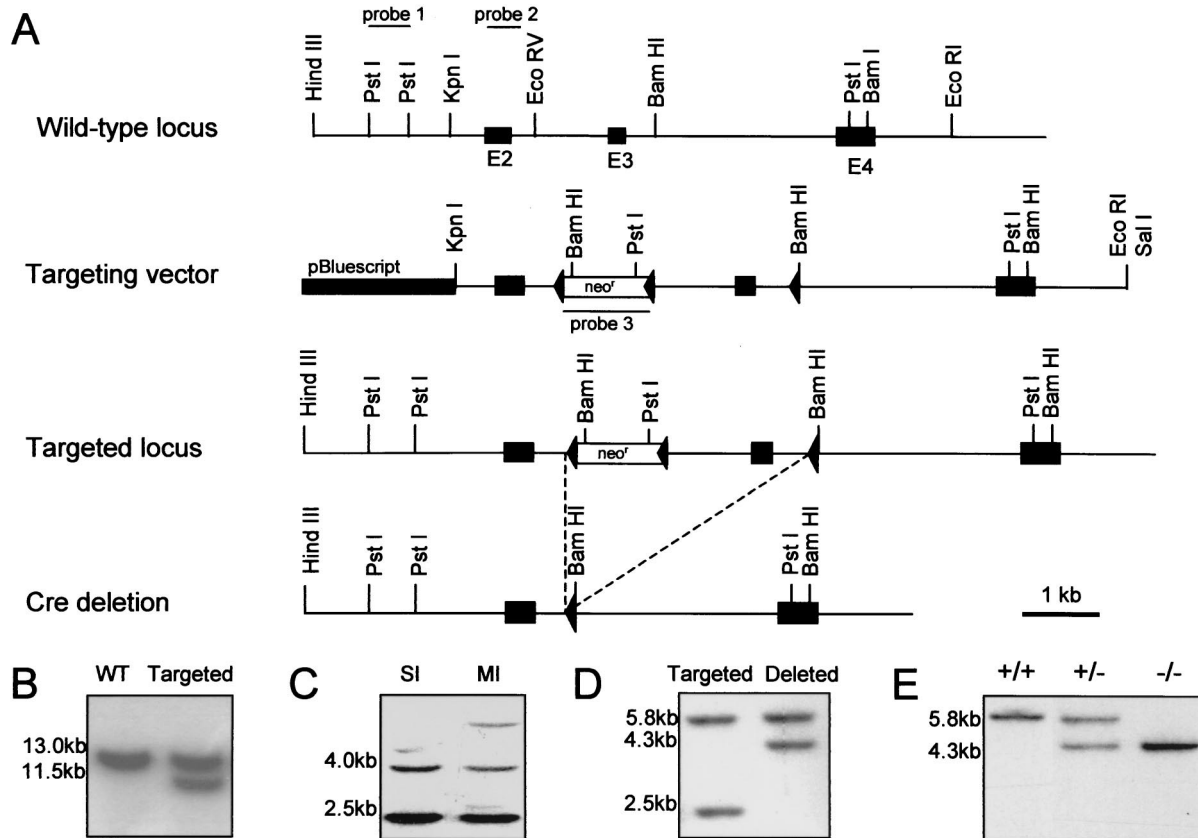 A
probe 1
probe 2
Hind III
Pst I
Pst I
Kpn I
Eco RV
Bam HI
Pst I
Bam I
Eco RI
Wild-type locus
E2
E3
E4
Kpn I
Bam HI
Pst I
Bam HI
Pst I
Bam HI
Eco RI
Sal I
Targeting vector
pBluescript
neoʳ
probe 3
Hind III
Pst I
Pst I
Bam HI
Pst I
Bam HI
Pst I
Bam HI
Targeted locus
neoʳ
Hind III
Pst I
Pst I
Bam HI
Pst I
Bam HI
Cre deletion
1 kb
B
WT
Targeted
13.0kb
11.5kb
C
SI
MI
4.0kb
2.5kb
D
Targeted
Deleted
5.8kb
4.3kb
2.5kb
E
+/+
+/-
-/-
5.8kb
4.3kb